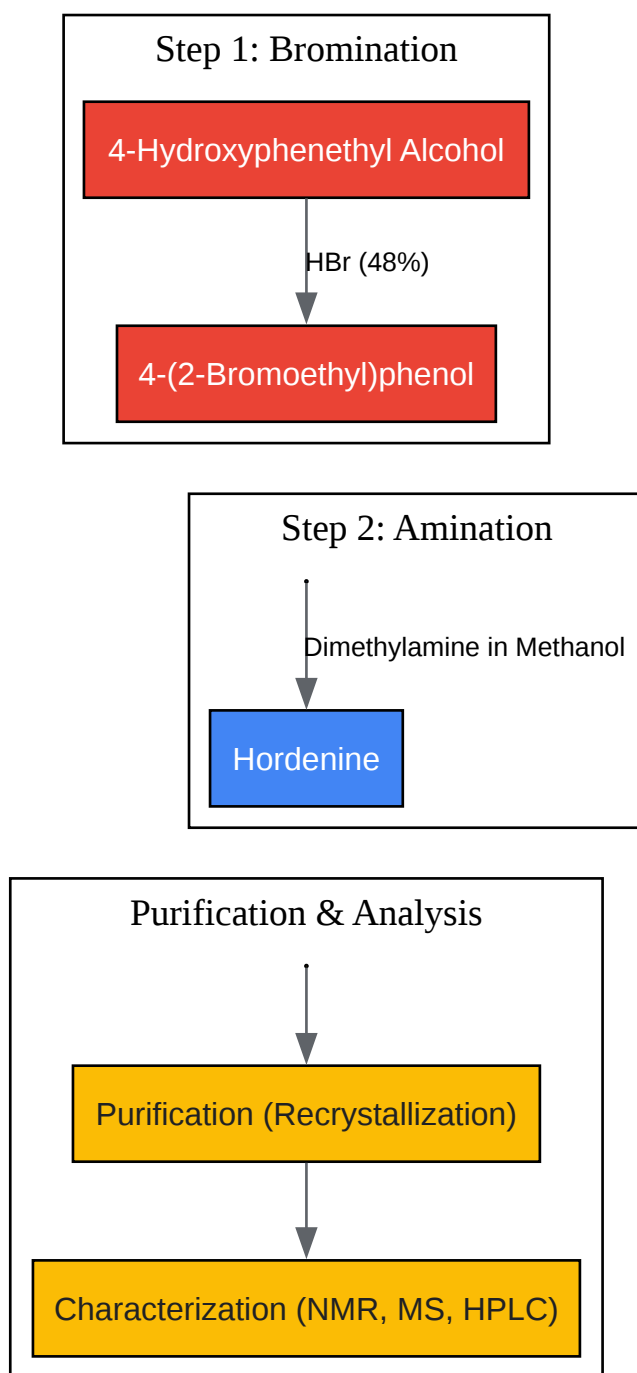 Step 1: Bromination
4-Hydroxyphenethyl Alcohol
HBr (48%)
4-(2-Bromoethyl)phenol
Step 2: Amination
Dimethylamine in Methanol
Hordenine
Purification & Analysis
Purification (Recrystallization)
Characterization (NMR, MS, HPLC)